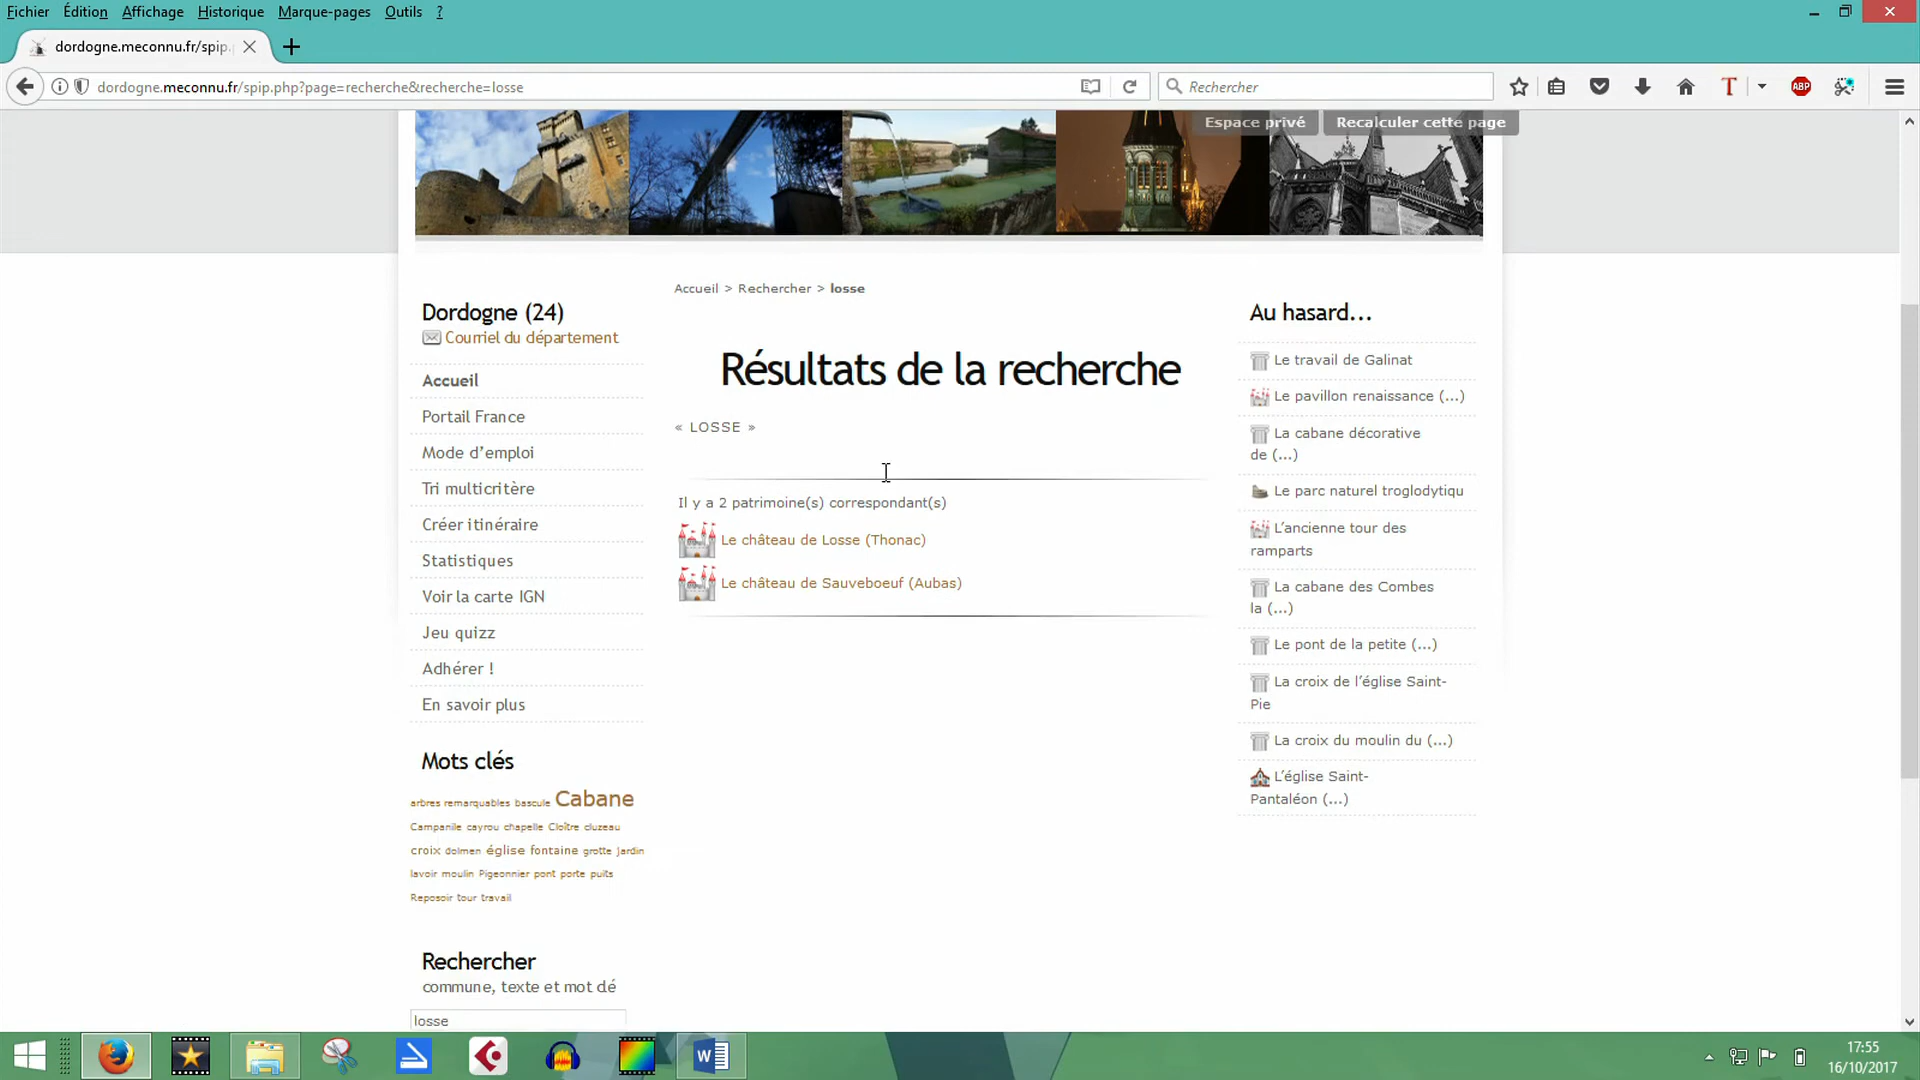 Fichier Édition Affichage Historique Marque-pages Outils ?
dordogne.meconnu.fr/spip.
dordogne.meconnu.fr/spip.php?page=recherche&recherche=losse
Rechercher
ABP
Espace privé
Recalculer cette page
Accueil > Rechercher > losse
Dordogne (24)
Courriel du département
Accueil
Portail France
Mode d'emploi
Tri multicritère
Créer itinéraire
Statistiques
Voir la carte IGN
Jeu quizz
Adhérer !
En savoir plus
Mots clés
arbres remarquables bascule Cabane
Campanile cayrou chapelle Cloître cluzeau
croix dolmen église fontaine grotte jardin
lavoir moulin Pigeonnier pont porte puits
Reposoir tour travail
Rechercher
commune, texte et mot clé
losse
Résultats de la recherche
« LOSSE »
Il y a 2 patrimoine(s) correspondant(s)
Le château de Losse (Thonac)
Le château de Sauveboeuf (Aubas)
Au hasard...
Le travail de Galinat
Le pavillon renaissance (...)
La cabane décorative
de (...)
Le parc naturel troglodytiqu
L'ancienne tour des
ramparts
La cabane des Combes
la (...)
Le pont de la petite (...)
La croix de l'église Saint-
Pie
La croix du moulin du (...)
L'église Saint-
Pantaléon (...)
17:55
16/10/2017